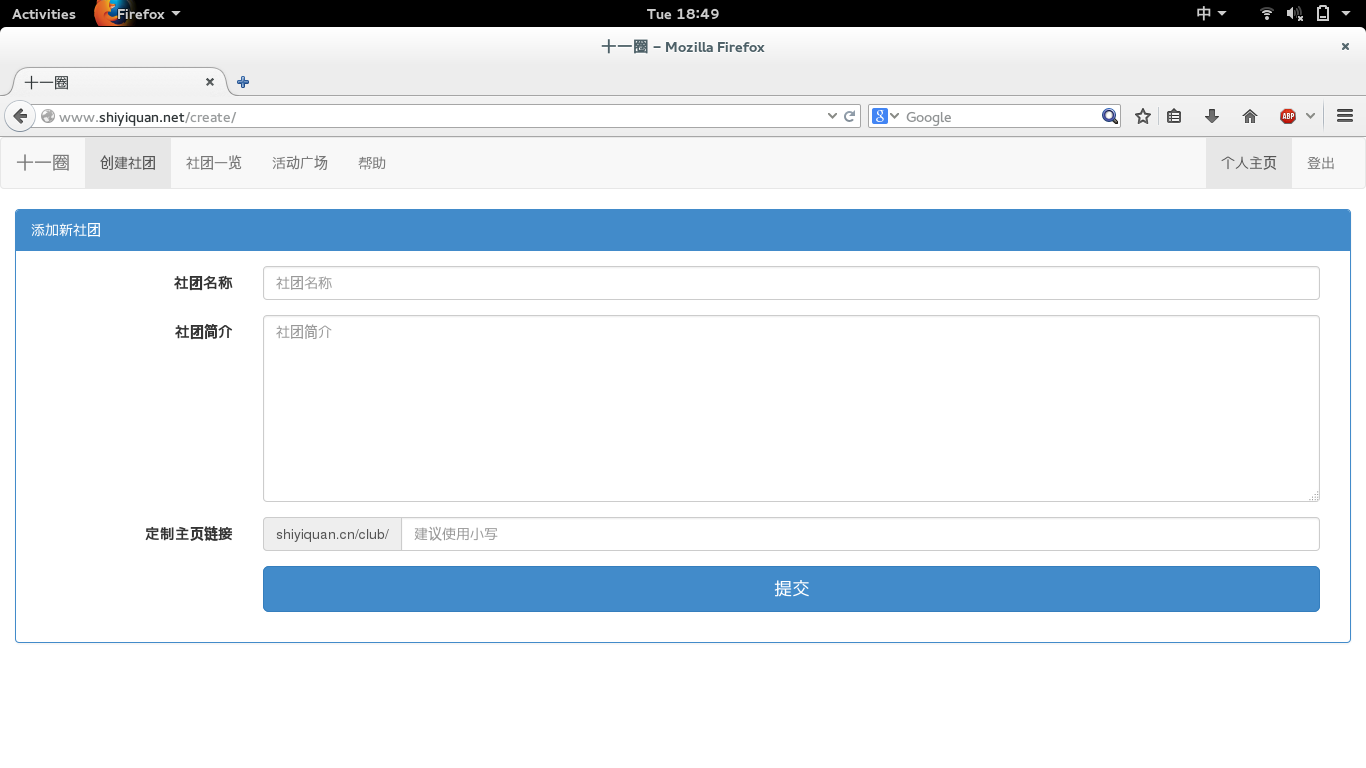 Activities Firefox Tue 18:49 中
十一圈 - Mozilla Firefox
十一圈
www.shiyiquan.net/create/ 8 Google ABP
十一圈 创建社团 社团一览 活动广场 帮助 个人主页 登出
添加新社团
社团名称 社团名称
社团简介 社团简介
定制主页链接 shiyiquan.cn/club/ 建议使用小写
提交